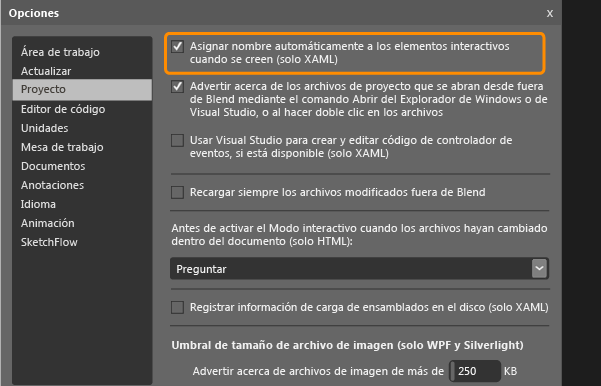 Opciones
x
Área de trabajo
Actualizar
Proyecto
Editor de código
Unidades
Mesa de trabajo
Documentos
Anotaciones
Idioma
Animación
SketchFlow
Asignar nombre automáticamente a los elementos interactivos
cuando se creen (solo XAML)
Advertir acerca de los archivos de proyecto que se abran desde fuera
de Blend mediante el comando Abrir del Explorador de Windows o de
Visual Studio, o al hacer doble clic en los archivos
Usar Visual Studio para crear y editar código de controlador de
eventos, si está disponible (solo XAML)
Recargar siempre los archivos modificados fuera de Blend
Antes de activar el Modo interactivo cuando los archivos hayan cambiado
dentro del documento (solo HTML):
Preguntar
Registrar información de carga de ensamblados en el disco (solo XAML)
Umbral de tamaño de archivo de imagen (solo WPF y Silverlight)
Advertir acerca de archivos de imagen de más de 250 KB